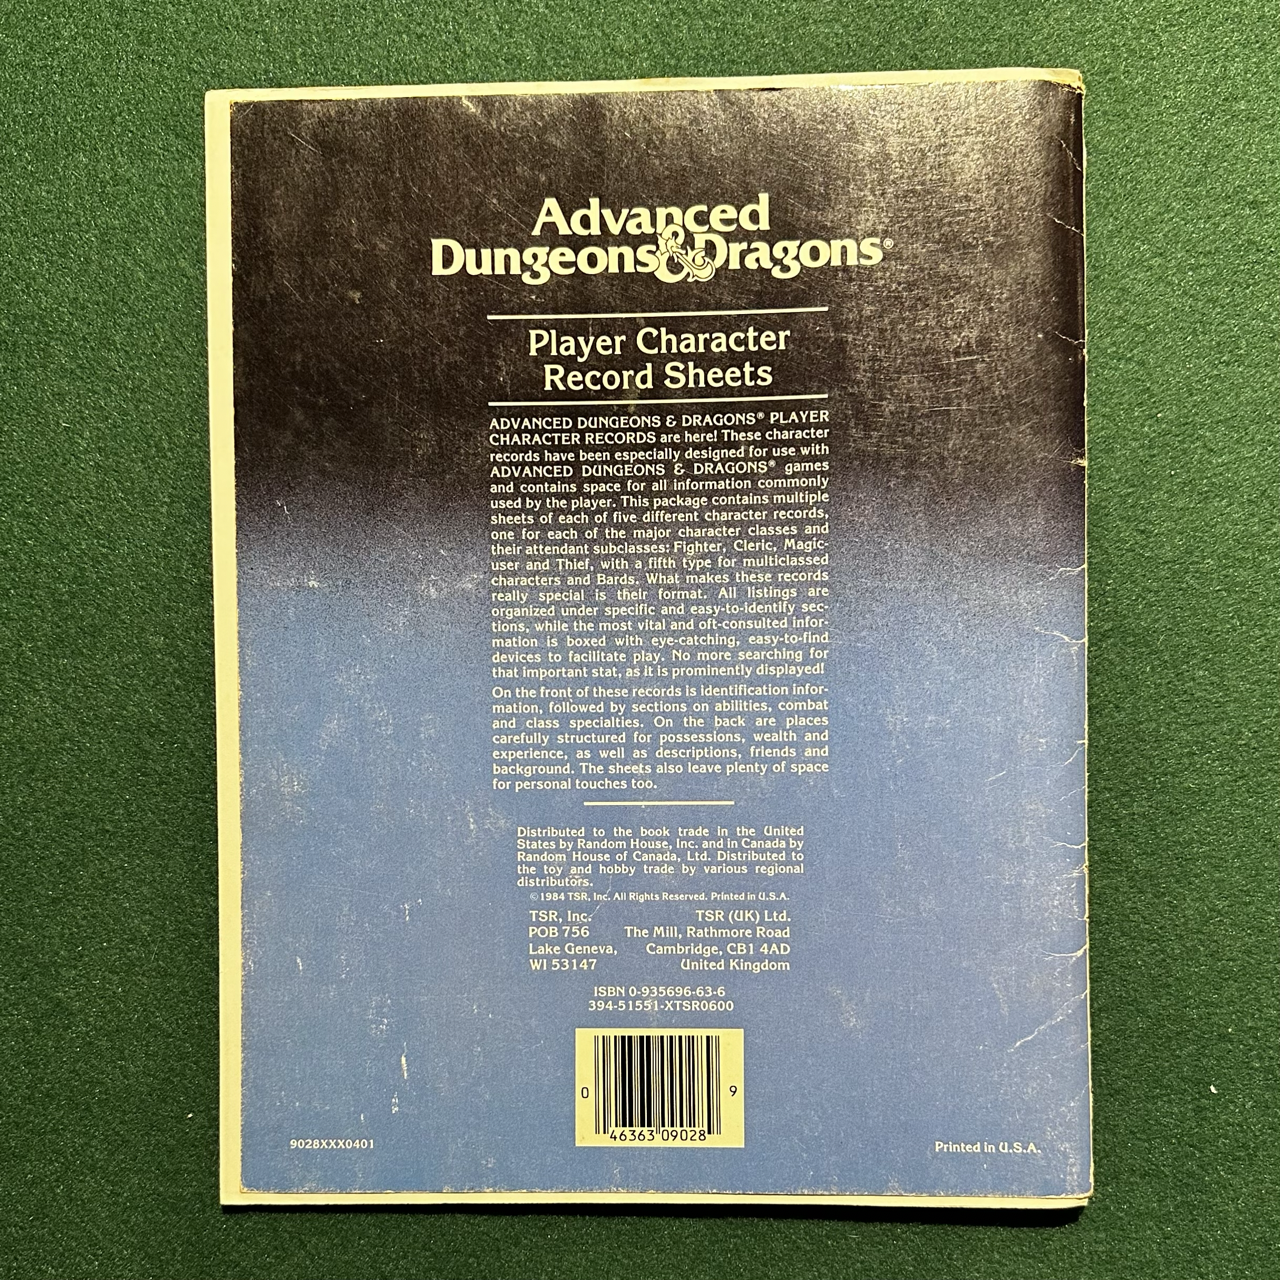 Advanced
Dungeons & Dragons®
Player Character
Record Sheets
ADVANCED DUNGEONS & DRAGONS® PLAYER
CHARACTER RECORDS are here! These character
records have been especially designed for use with
ADVANCED DUNGEONS & DRAGONS® games
and contains space for all information commonly
used by the player. This package contains multiple
sheets of each of five different character records,
one for each of the major character classes and
their attendant subclasses: Fighter, Cleric, Magic-
user and Thief, with a fifth type for multiclassed
characters and Bards. What makes these records
really special is their format. All listings are
organized under specific and easy-to-identify sec-
tions, while the most vital and oft-consulted infor-
mation is boxed with eye-catching, easy-to-find
devices to facilitate play. No more searching for
that important stat, as it is prominently displayed!
On the front of these records is identification infor-
mation, followed by sections on abilities, combat
and class specialties. On the back are places
carefully structured for possessions, wealth and
experience, as well as descriptions, friends and
background. The sheets also leave plenty of space
for personal touches too.
Distributed to the book trade in the United
States by Random House, Inc. and in Canada by
Random House of Canada, Ltd. Distributed to
the toy and hobby trade by various regional
distributors.
©1984 TSR, Inc. All Rights Reserved. Printed in U.S.A.
TSR, Inc. TSR (UK) Ltd.
POB 756 The Mill, Rathmore Road
Lake Geneva, Cambridge, CB1 4AD
WI 53147 United Kingdom
ISBN 0-935696-63-6
394-51551-XTSR0600
0 46363 09028 9
9028XXX0401
Printed in U.S.A.